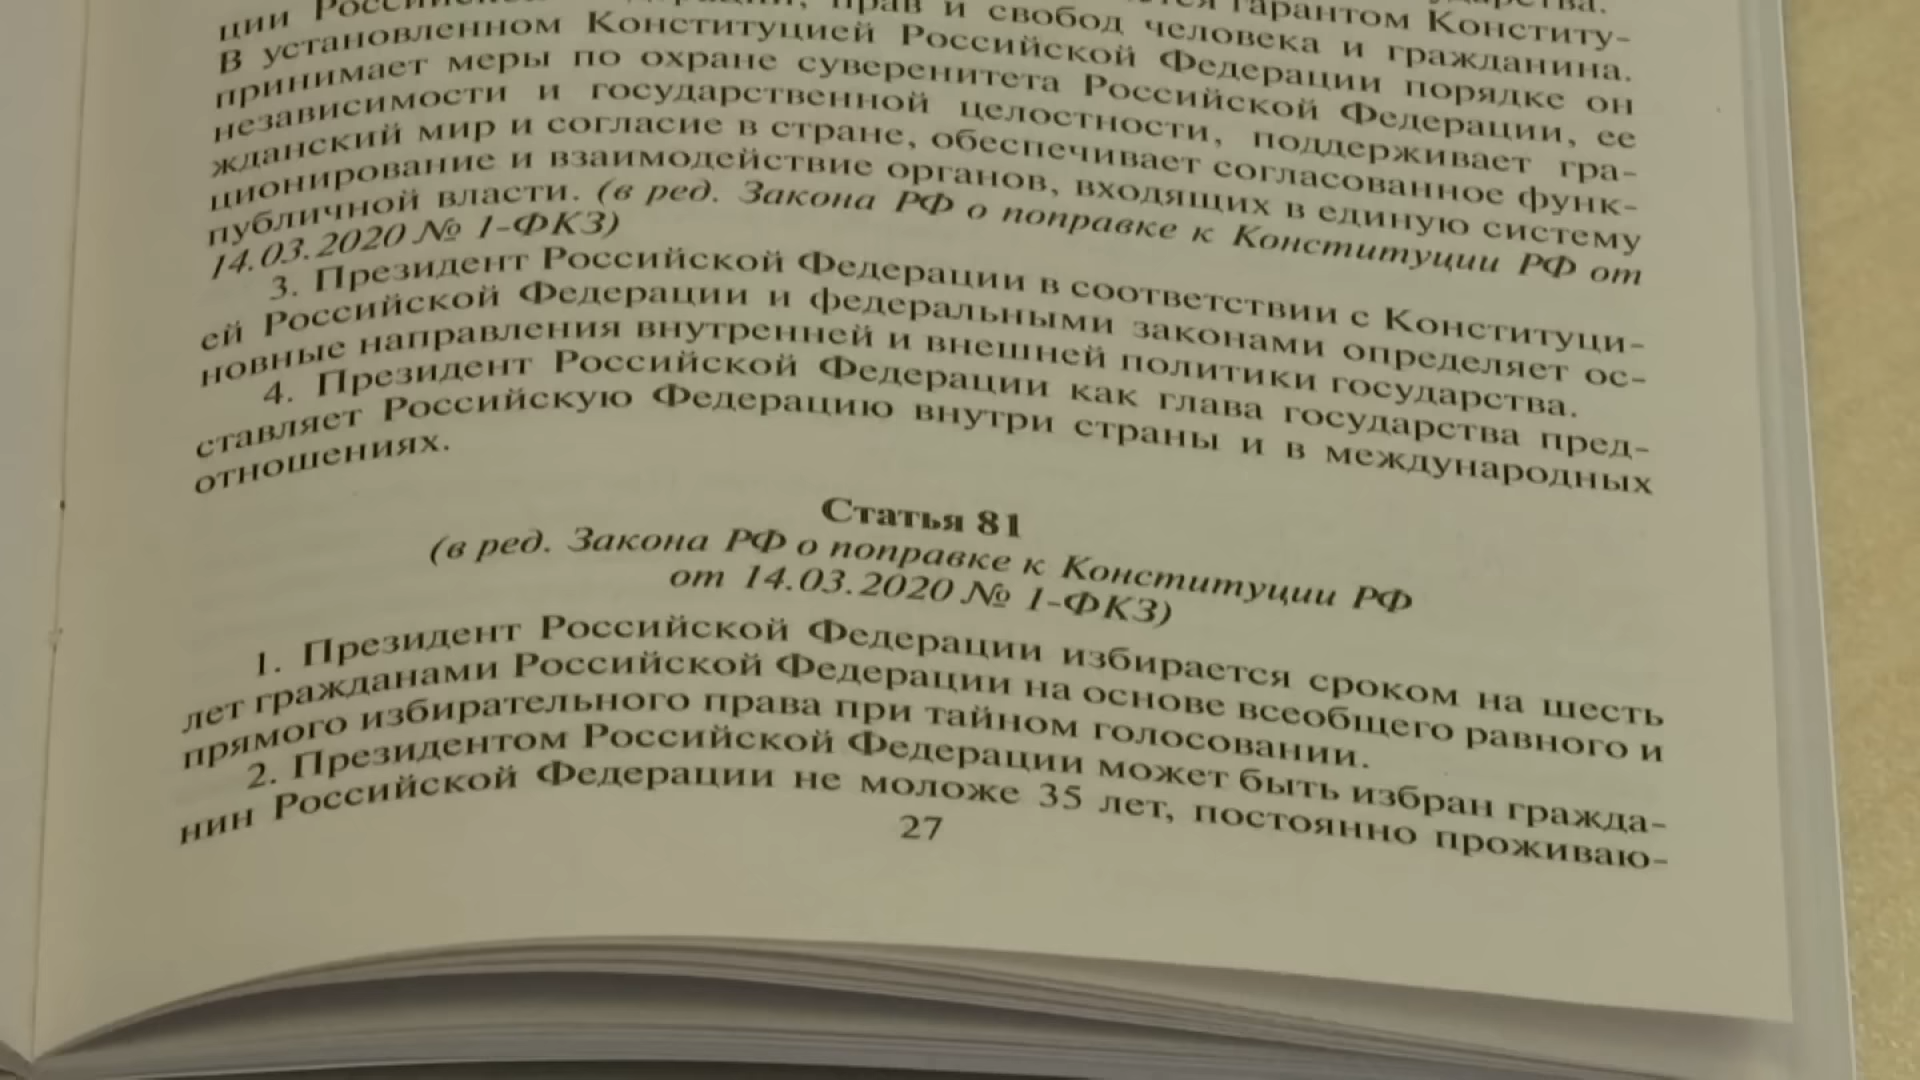 ции гарантом Конститу-
прав и свобод человека и гражданина.
В установленном Конституцией Российской Федерации порядке он
принимает меры по охране суверенитета Российской Федерации, ее
независимости и государственной целостности, поддерживает гра-
жданский мир и согласие в стране, обеспечивает согласованное функ-
ционирование и взаимодействие органов, входящих в единую систему
публичной власти. (в ред. Закона РФ о поправке к Конституции РФ от
14.03.2020 № 1-ФКЗ)
3. Президент Российской Федерации в соответствии с Конституци-
ей Российской Федерации и федеральными законами определяет ос-
новные направления внутренней и внешней политики государства.
4. Президент Российской Федерации как глава государства пред-
ставляет Российскую Федерацию внутри страны и в международных
отношениях.
Статья 81
(в ред. Закона РФ о поправке к Конституции РФ
от 14.03.2020 № 1-ФКЗ)
1. Президент Российской Федерации избирается сроком на шесть
лет гражданами Российской Федерации на основе всеобщего равного и
прямого избирательного права при тайном голосовании.
2. Президентом Российской Федерации может быть избран гражда-
нин Российской Федерации не моложе 35 лет, постоянно проживаю-
27